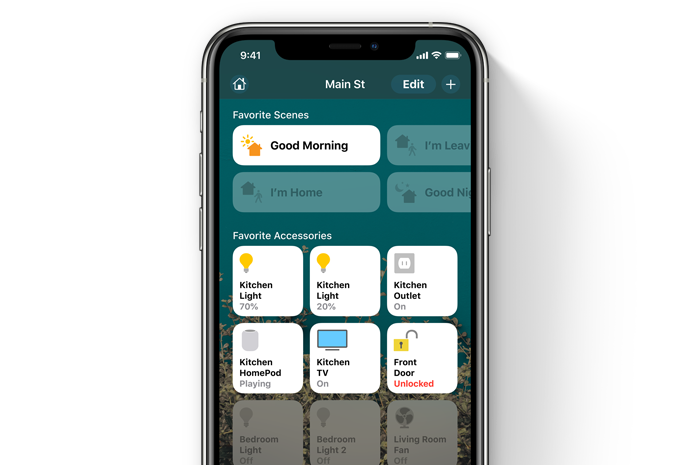 9:41
Main St
Edit
Favorite Scenes
Good Morning
I'm Leav
I'm Home
Good Nig
Favorite Accessories
Kitchen
Light
70%
Kitchen
Light
20%
Kitchen
Outlet
On
Kitchen
HomePod
Playing
Kitchen
TV
On
Front
Door
Unlocked
Bedroom
Light
Off
Bedroom
Light 2
Off
Living Room
Fan
Off